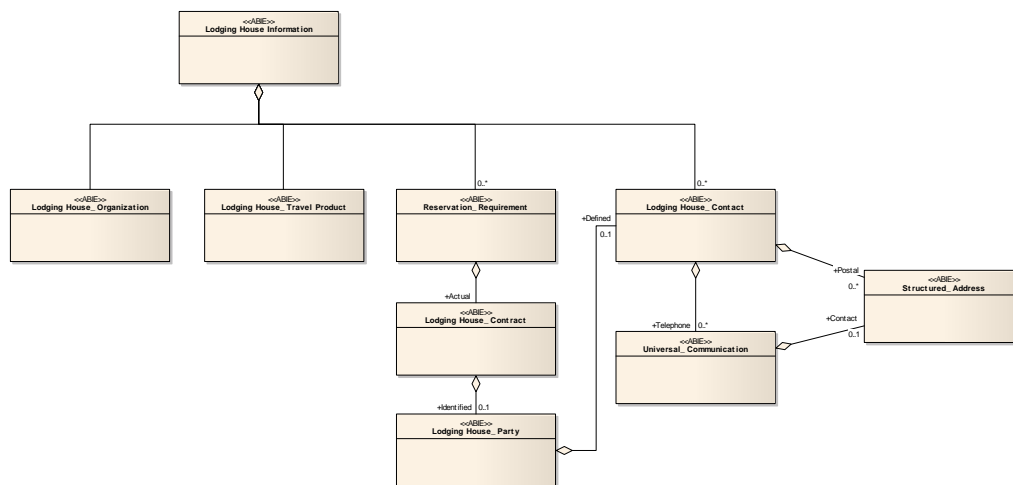 <<ABIE>>
Lodging House Information
<<ABIE>>
Lodging House_ Organization
<<ABIE>>
Lodging House_ Travel Product
0..*
<<ABIE>>
Reservation_ Requirement
0..*
<<ABIE>>
Lodging House_ Contact
+Defined
0..1
+Postal
0..*
<<ABIE>>
Structured_ Address
+Actual
<<ABIE>>
Lodging House_ Contract
+Contact
0..1
+Telephone 0..*
<<ABIE>>
Universal_ Communication
+Identified 0..1
<<ABIE>>
Lodging House_ Party